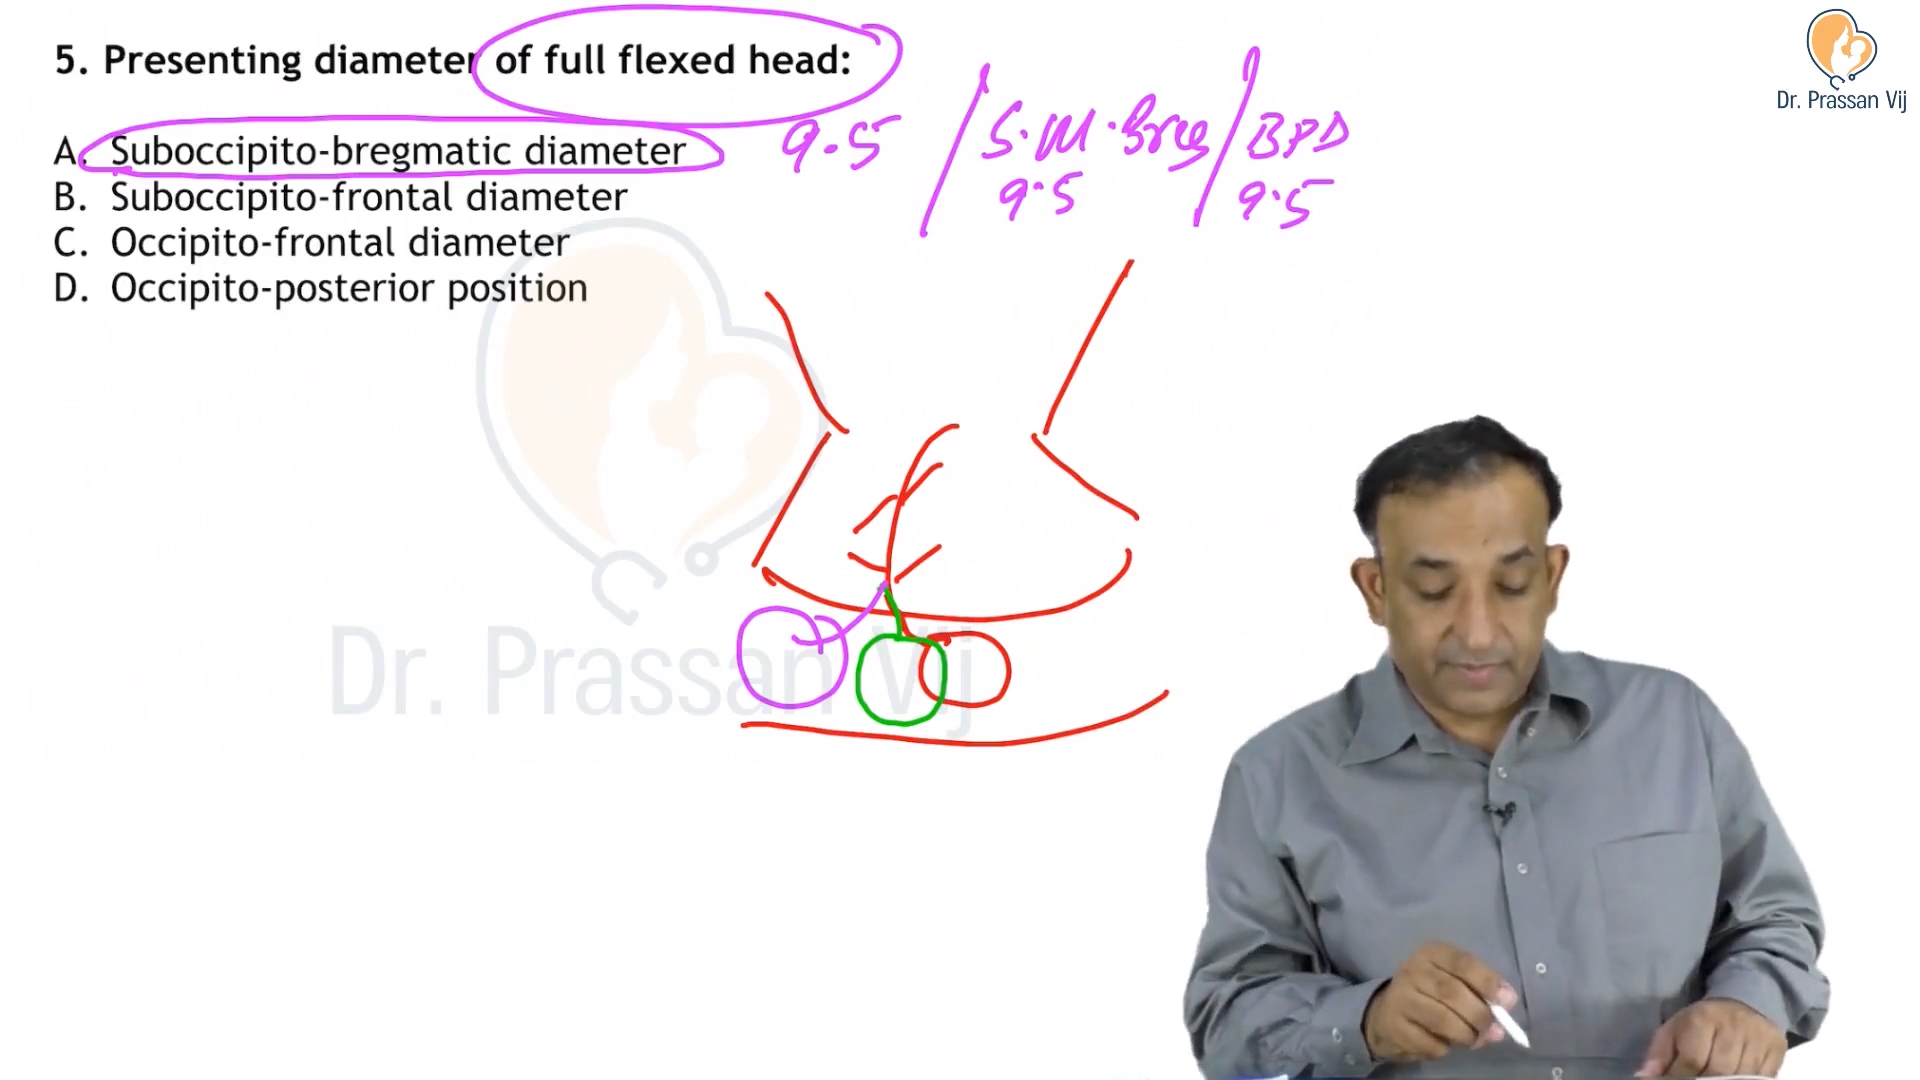 5. Presenting diameter of full flexed head:
A. Suboccipito-bregmatic diameter
B. Suboccipito-frontal diameter
C. Occipito-frontal diameter
D. Occipito-posterior position
9.5 / S.M.Breg / BPD
9.5 9.5
Dr. Prassan Vij
Dr. Prassan Vij